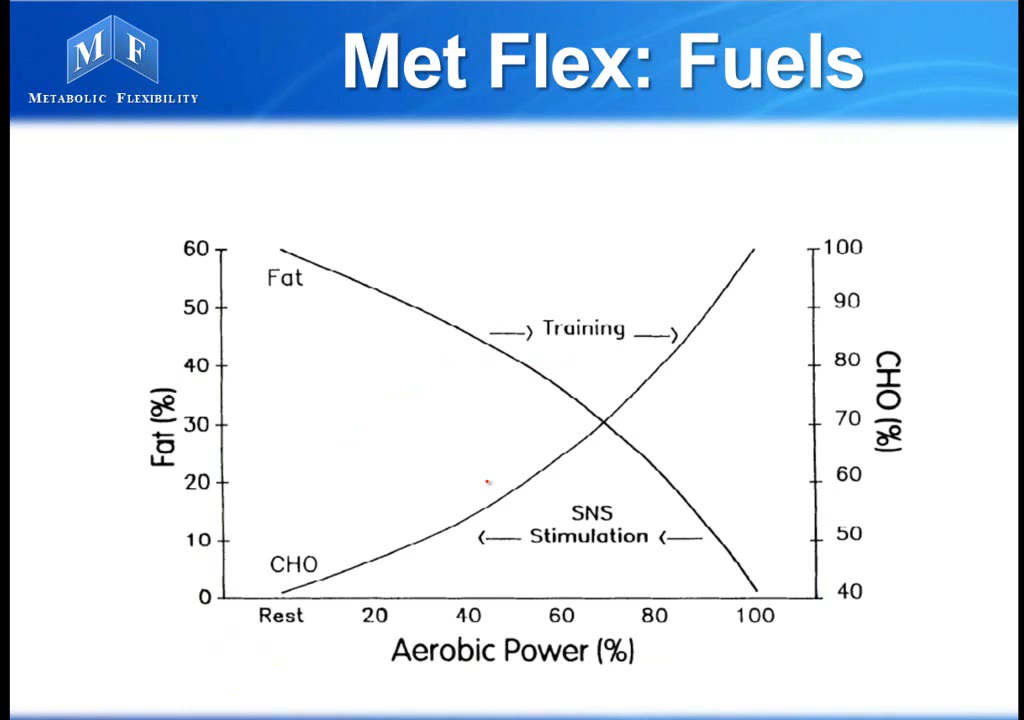 M F
METABOLIC FLEXIBILITY
Met Flex: Fuels
60
50
40
30
20
10
0
Fat (%)
Fat
CHO
Training
SNS
Stimulation
100
90
80
70
60
50
40
CHO (%)
Rest 20 40 60 80 100
Aerobic Power (%)